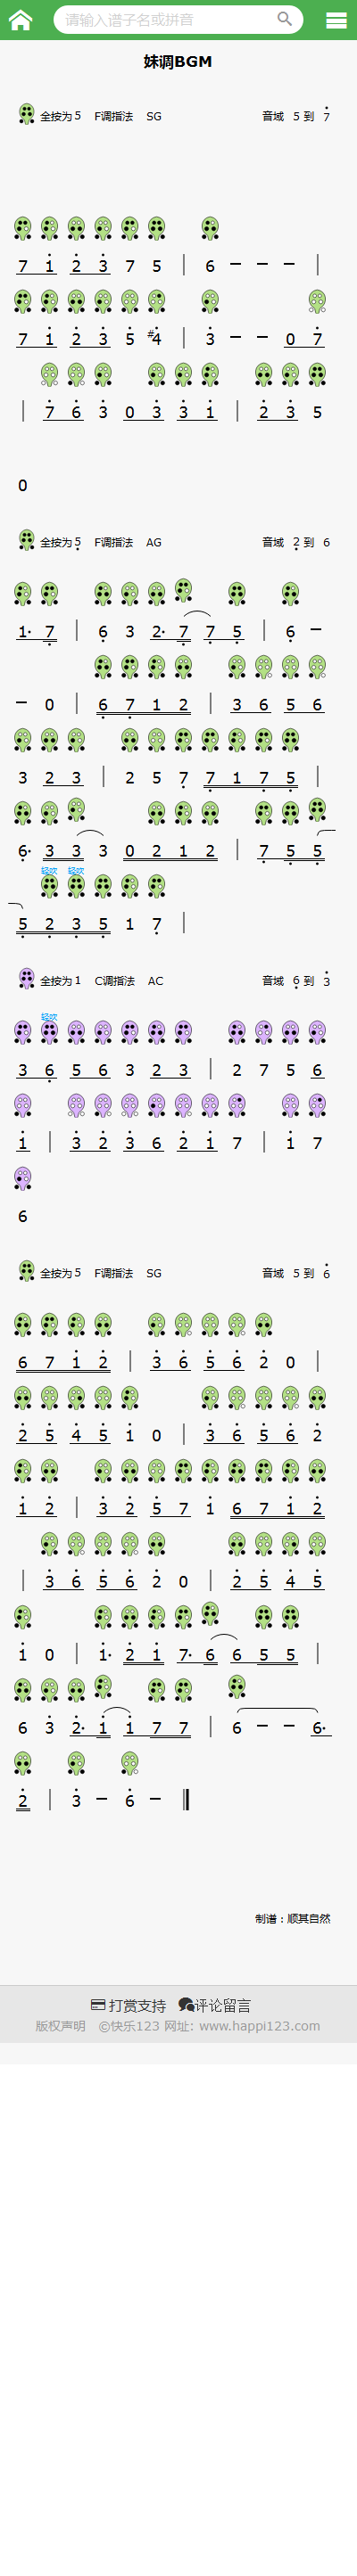 请输入谱子名或拼音
妹调BGM
全按为5 F调指法 SG 音域 5 到 7̇
7 1̇ 2̇ 3̇ 7 5 | 6 − − − |
7 1̇ 2̇ 3̇ 5̇ #4̇ | 3̇ − − 0 7̇
| 7̇ 6̇ 3̇ 0 3̇ 3̇ 1̇ | 2̇ 3̇ 5
0
全按为5̣ F调指法 AG 音域 2̣ 到 6
1· 7̣ | 6̣ 3 2· 7̣ 7̣ 5̣ | 6̣ −
− 0 | 6̣ 7̣ 1 2 | 3 6 5 6
3 2 3 | 2 5 7̣ 7̣ 1 7̣ 5̣ |
6̣· 3 3 3 0 2 1 2 | 7̣ 5̣ 5̣
轻吹 轻吹
5̣ 2̣ 3̣ 5̣ 1 7̣ |
全按为1 C调指法 AC 音域 6̣ 到 3̇
轻吹
3 6̣ 5 6 3 2 3 | 2 7 5 6
1̇ | 3̇ 2̇ 3̇ 6 2̇ 1̇ 7 | 1̇ 7
6
全按为5 F调指法 SG 音域 5 到 6̇
6 7 1̇ 2̇ | 3̇ 6̇ 5̇ 6̇ 2̇ 0 |
2̇ 5̇ 4̇ 5̇ 1̇ 0 | 3̇ 6̇ 5̇ 6̇ 2̇
1̇ 2̇ | 3̇ 2̇ 5̇ 7 1̇ 6 7 1̇ 2̇
| 3̇ 6̇ 5̇ 6̇ 2̇ 0 | 2̇ 5̇ 4̇ 5̇
1̇ 0 | 1̇· 2̇ 1̇ 7· 6 6 5 5 |
6 3̇ 2̇· 1̇ 1̇ 7 7 | 6 − − 6·
2̇ | 3̇ − 6̇ − ‖
制谱：顺其自然
打赏支持 评论留言
版权声明 ©快乐123 网址: www.happi123.com